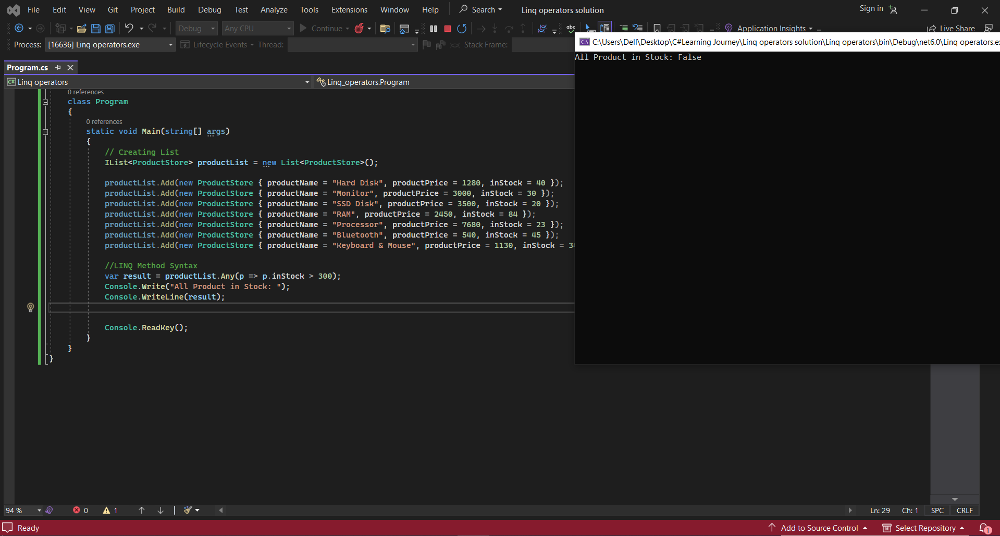 File Edit View Git Project Build Debug Test Analyze Tools Extensions Window Help Search Linq operators solution Sign in
Debug Any CPU Continue abc Application Insights Live Share
Process: [16636] Linq operators.exe Lifecycle Events Thread: Stack Frame:
C:\Users\Dell\Desktop\C#Learning Journey\Linq operators solution\Linq operators\bin\Debug\net6.0\Linq operators.ex
All Product in Stock: False
Program.cs
C# Linq operators Linq_operators.Program
0 references
class Program
{
0 references
static void Main(string[] args)
{
// Creating List
IList<ProductStore> productList = new List<ProductStore>();
productList.Add(new ProductStore { productName = "Hard Disk", productPrice = 1280, inStock = 40 });
productList.Add(new ProductStore { productName = "Monitor", productPrice = 3000, inStock = 30 });
productList.Add(new ProductStore { productName = "SSD Disk", productPrice = 3500, inStock = 20 });
productList.Add(new ProductStore { productName = "RAM", productPrice = 2450, inStock = 84 });
productList.Add(new ProductStore { productName = "Processor", productPrice = 7680, inStock = 23 });
productList.Add(new ProductStore { productName = "Bluetooth", productPrice = 540, inStock = 45 });
productList.Add(new ProductStore { productName = "Keyboard & Mouse", productPrice = 1130, inStock =
//LINQ Method Syntax
var result = productList.Any(p => p.inStock > 300);
Console.Write("All Product in Stock: ");
Console.WriteLine(result);
Console.ReadKey();
}
}
}
94 % 0 1 Ln: 29 Ch: 1 SPC CRLF
Ready Add to Source Control Select Repository 1